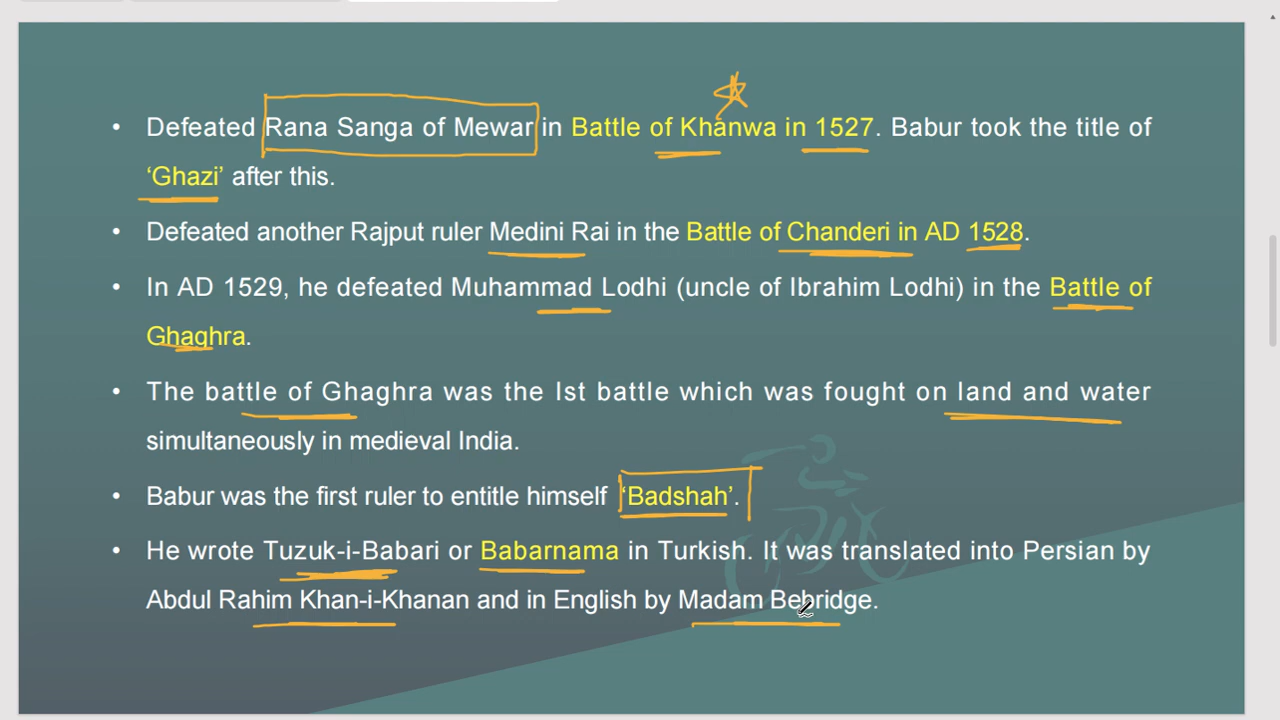 • Defeated Rana Sanga of Mewar in Battle of Khanwa in 1527. Babur took the title of
‘Ghazi’ after this.
• Defeated another Rajput ruler Medini Rai in the Battle of Chanderi in AD 1528.
• In AD 1529, he defeated Muhammad Lodhi (uncle of Ibrahim Lodhi) in the Battle of
Ghaghra.
• The battle of Ghaghra was the Ist battle which was fought on land and water
simultaneously in medieval India.
• Babur was the first ruler to entitle himself ‘Badshah’.
• He wrote Tuzuk-i-Babari or Babarnama in Turkish. It was translated into Persian by
Abdul Rahim Khan-i-Khanan and in English by Madam Bebridge.